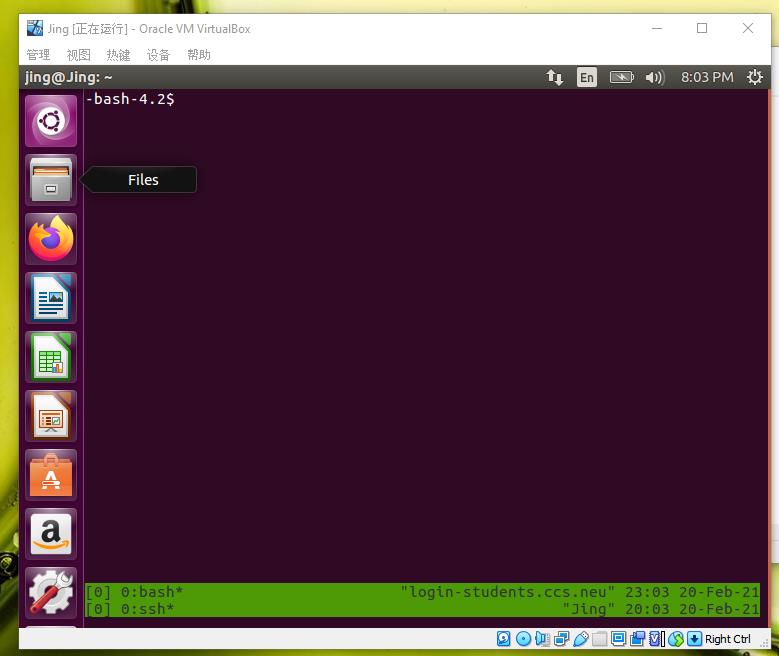 Jing [正在运行] - Oracle VM VirtualBox
管理 视图 热键 设备 帮助
jing@Jing: ~ En 8:03 PM
-bash-4.2$
Files
[0] 0:bash* "login-students.ccs.neu" 23:03 20-Feb-21
[0] 0:ssh* "Jing" 20:03 20-Feb-21
Right Ctrl